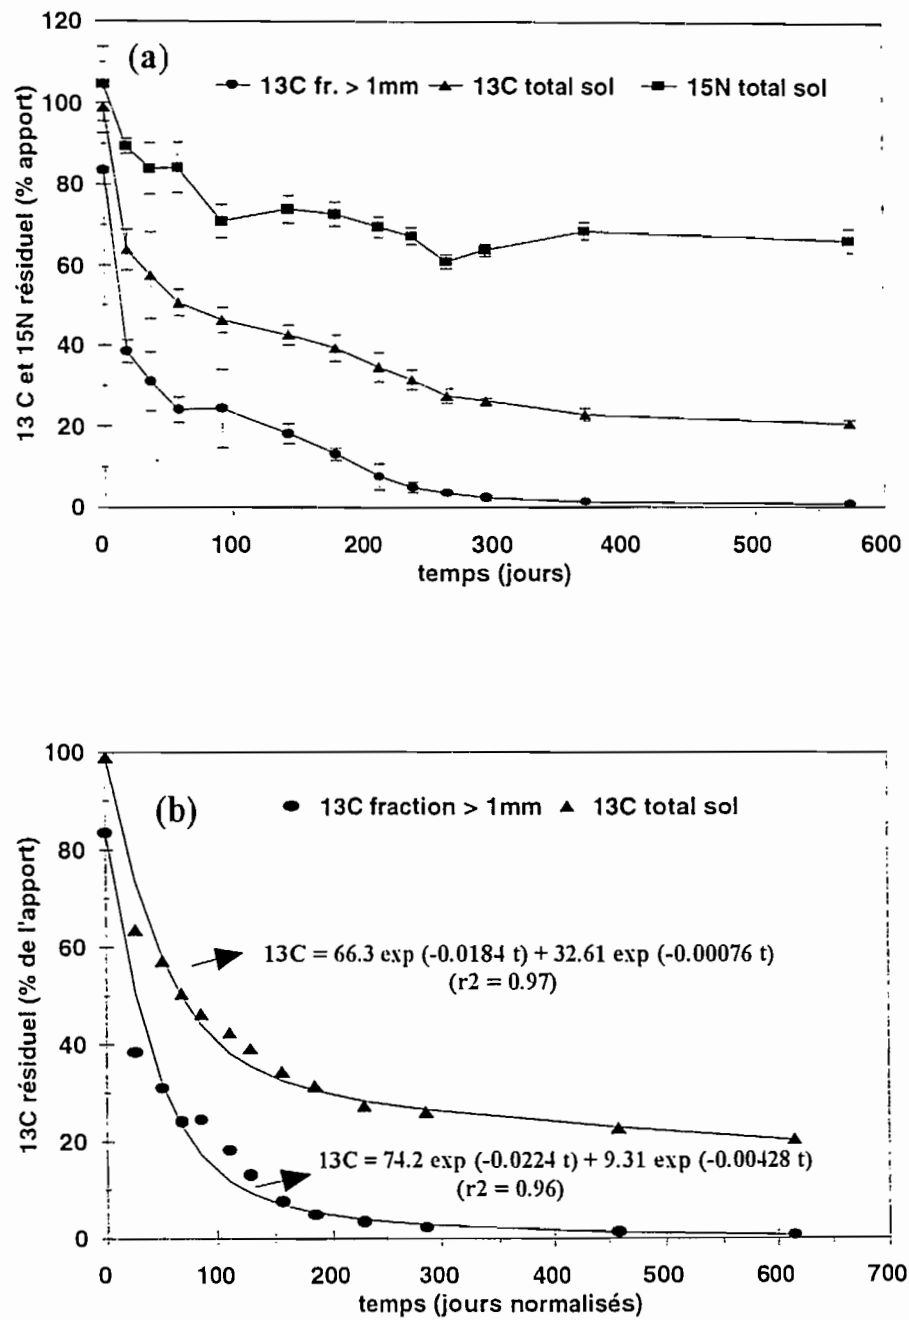 120
100
80
60
40
20
0
13 C et 15N résiduel (% apport)
(a)
13C fr. > 1mm 13C total sol 15N total sol
0 100 200 300 400 500 600
temps (jours)
100
80
60
40
20
0
13C résiduel (% de l'apport)
(b)
13C fraction > 1mm 13C total sol
13C = 66.3 exp (-0.0184 t) + 32.61 exp (-0.00076 t)
(r2 = 0.97)
13C = 74.2 exp (-0.0224 t) + 9.31 exp (-0.00428 t)
(r2 = 0.96)
0 100 200 300 400 500 600 700
temps (jours normalisés)